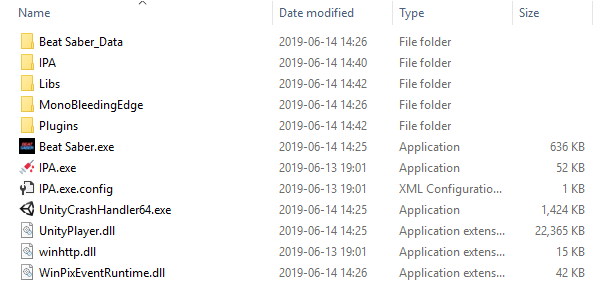 Name Date modified Type Size
Beat Saber_Data 2019-06-14 14:26 File folder
IPA 2019-06-14 14:40 File folder
Libs 2019-06-14 14:42 File folder
MonoBleedingEdge 2019-06-14 14:26 File folder
Plugins 2019-06-14 14:42 File folder
Beat Saber.exe 2019-06-14 14:25 Application 636 KB
IPA.exe 2019-06-13 19:01 Application 52 KB
IPA.exe.config 2019-06-13 19:01 XML Configuratio... 1 KB
UnityCrashHandler64.exe 2019-06-14 14:25 Application 1,424 KB
UnityPlayer.dll 2019-06-14 14:25 Application extens... 22,365 KB
winhttp.dll 2019-06-13 19:01 Application extens... 15 KB
WinPixEventRuntime.dll 2019-06-14 14:26 Application extens... 42 KB